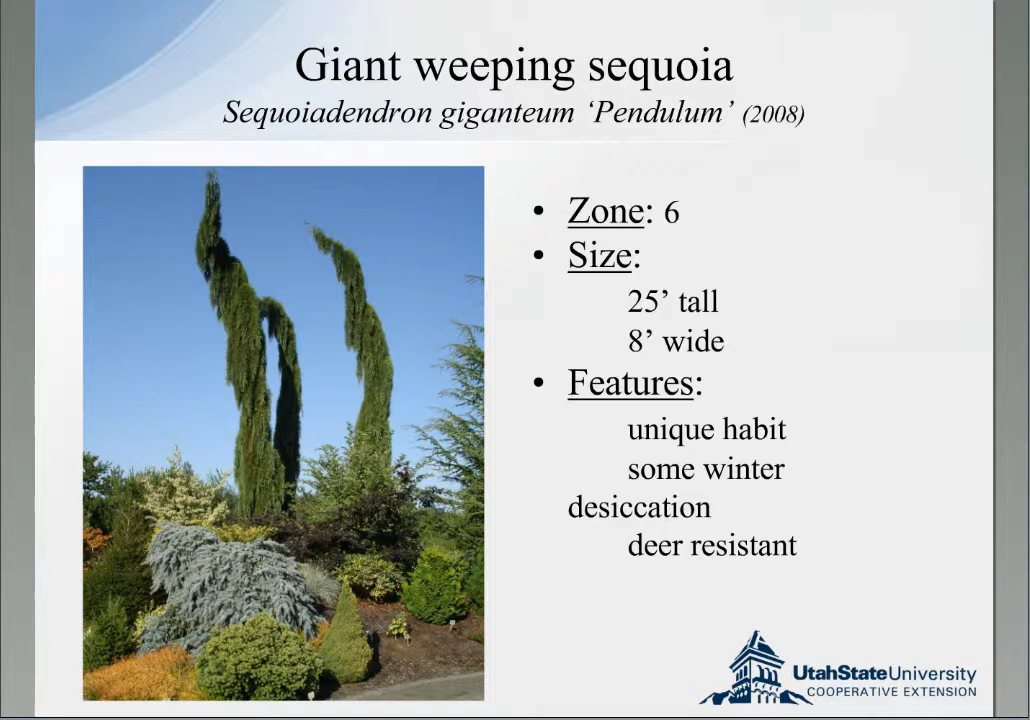 Giant weeping sequoia
Sequoiadendron giganteum ‘Pendulum’ (2008)
• Zone: 6
• Size:
25’ tall
8’ wide
• Features:
unique habit
some winter
desiccation
deer resistant
UtahStateUniversity
COOPERATIVE EXTENSION